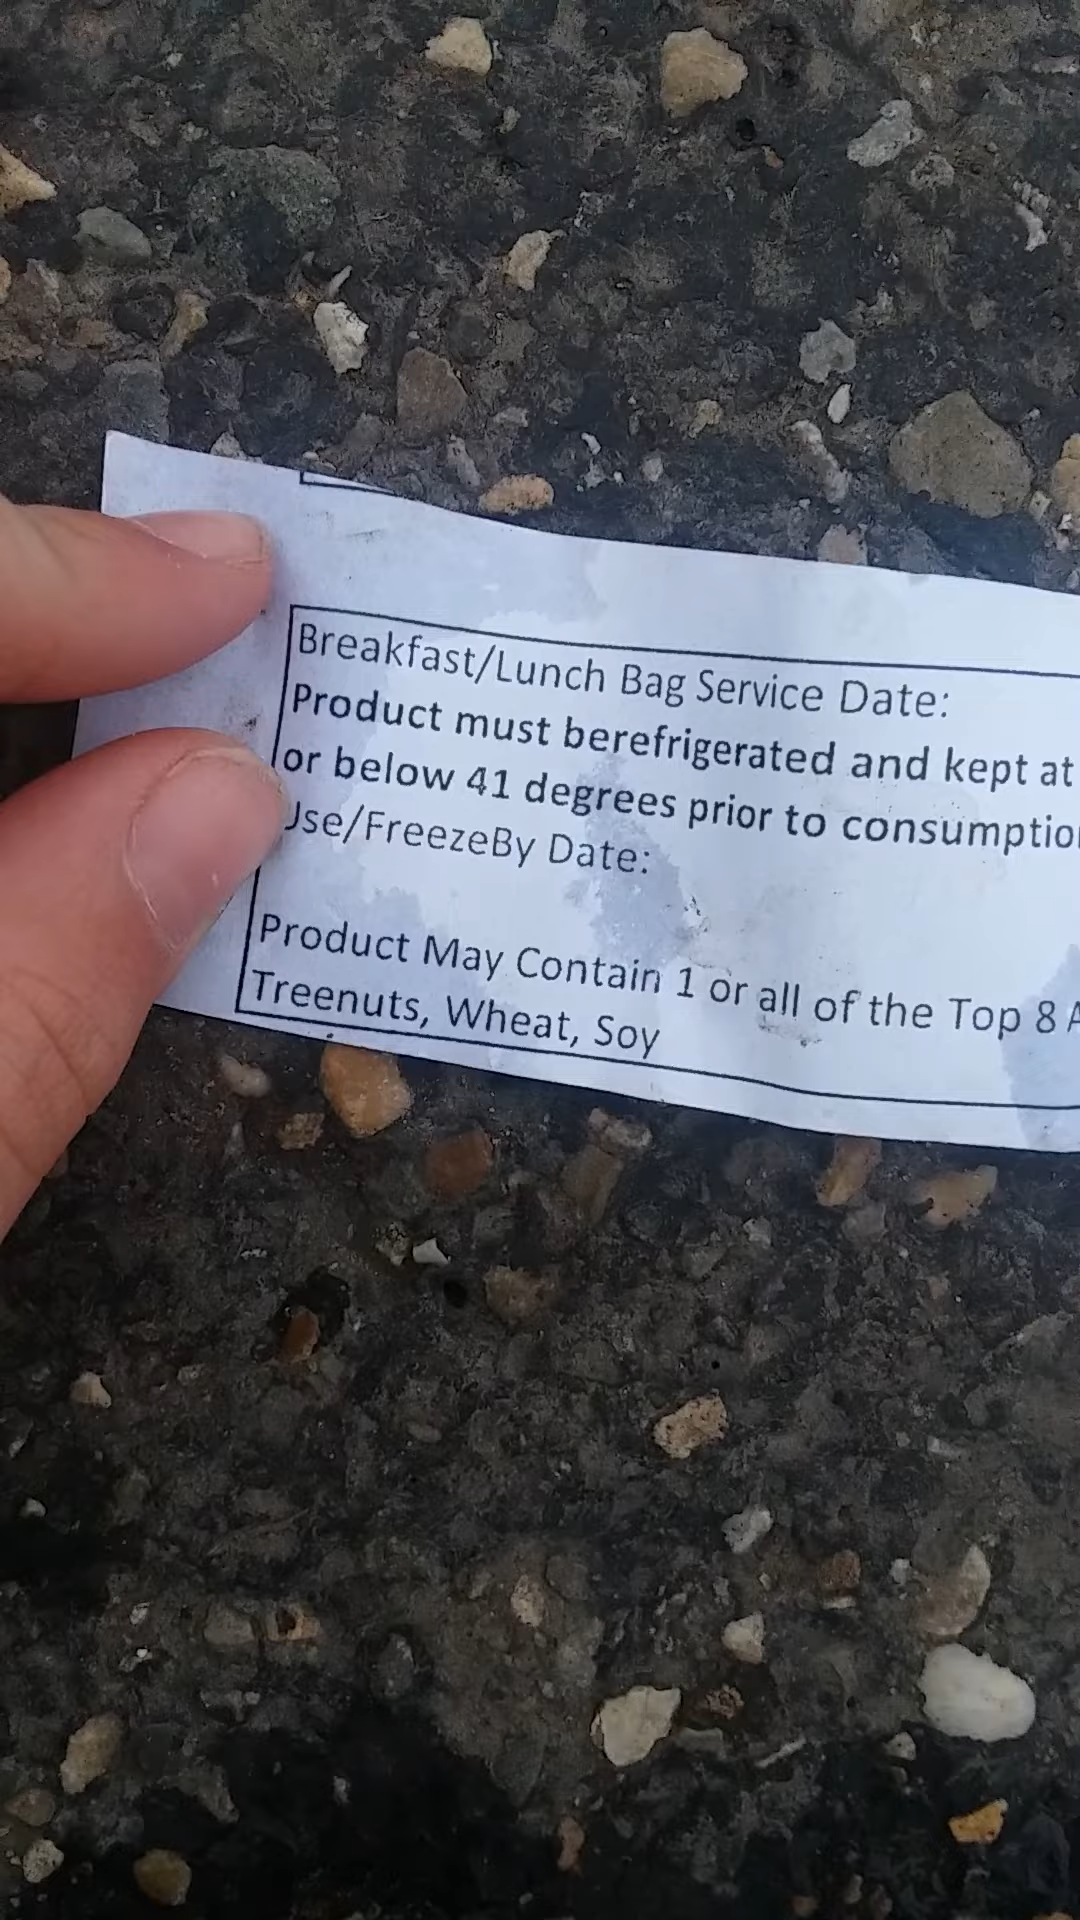 Breakfast/Lunch Bag Service Date:
Product must berefrigerated and kept at
or below 41 degrees prior to consumption
Use/FreezeBy Date:
Product May Contain 1 or all of the Top 8 A
Treenuts, Wheat, Soy